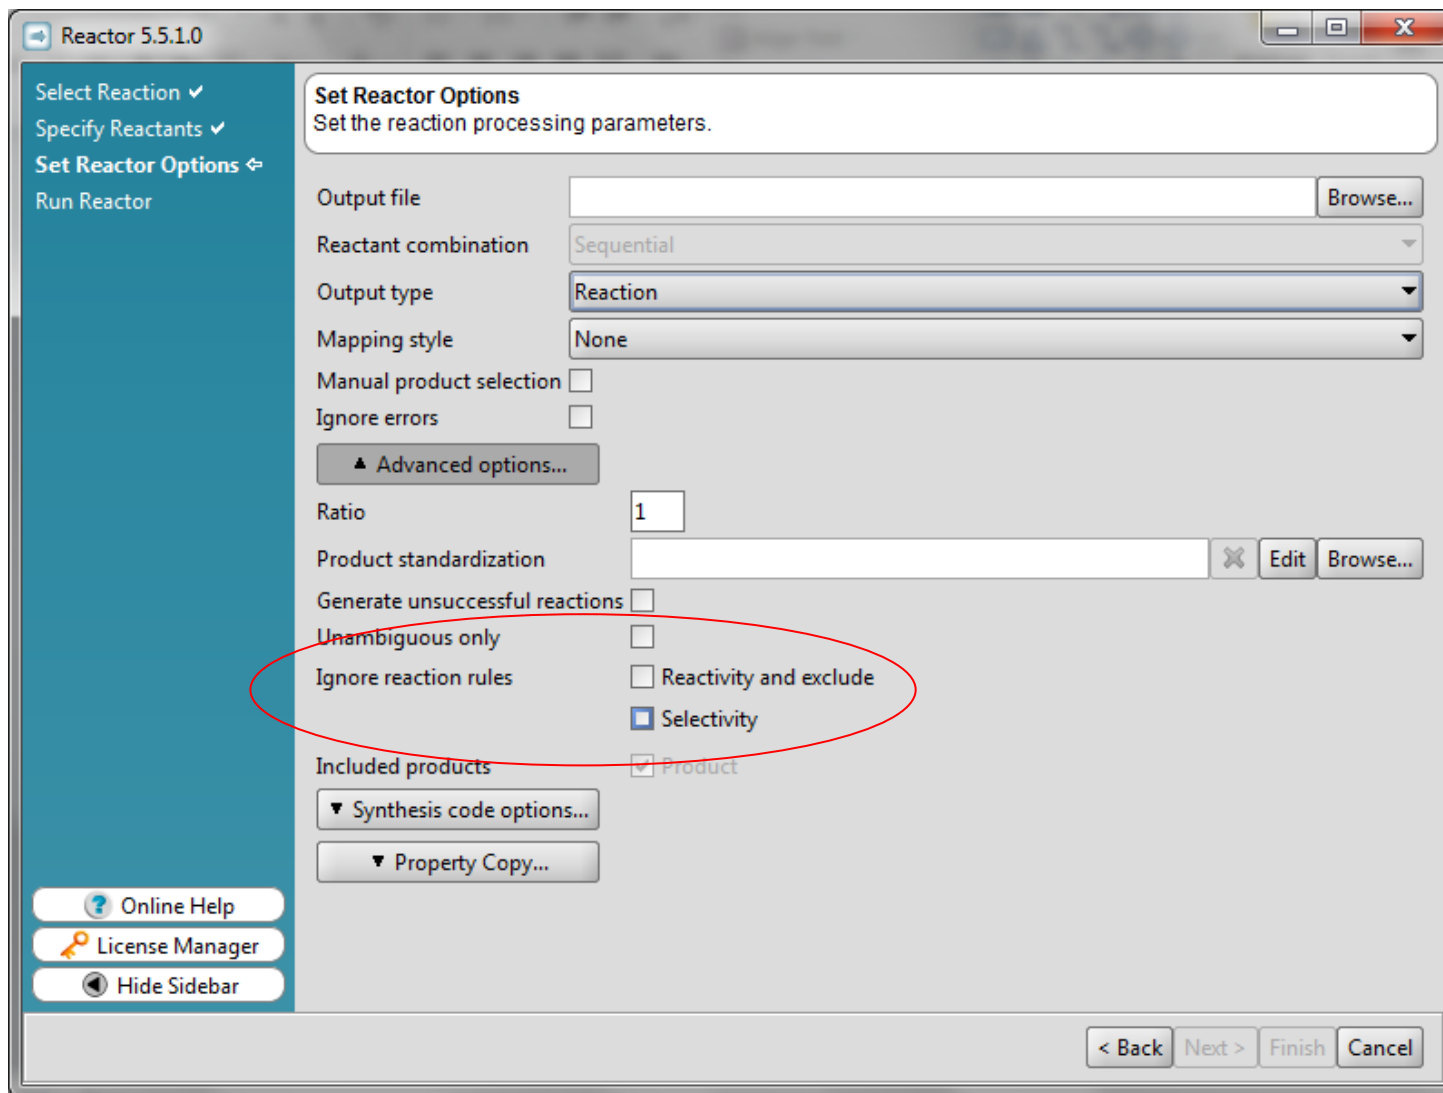 Reactor 5.5.1.0
Select Reaction
Specify Reactants
Set Reactor Options
Run Reactor
Set Reactor Options
Set the reaction processing parameters.
Output file Browse...
Reactant combination Sequential
Output type Reaction
Mapping style None
Manual product selection
Ignore errors
Advanced options...
Ratio 1
Product standardization Edit Browse...
Generate unsuccessful reactions
Unambiguous only
Ignore reaction rules Reactivity and exclude
Selectivity
Included products Product
Synthesis code options...
Property Copy...
? Online Help
License Manager
Hide Sidebar
< Back Next > Finish Cancel